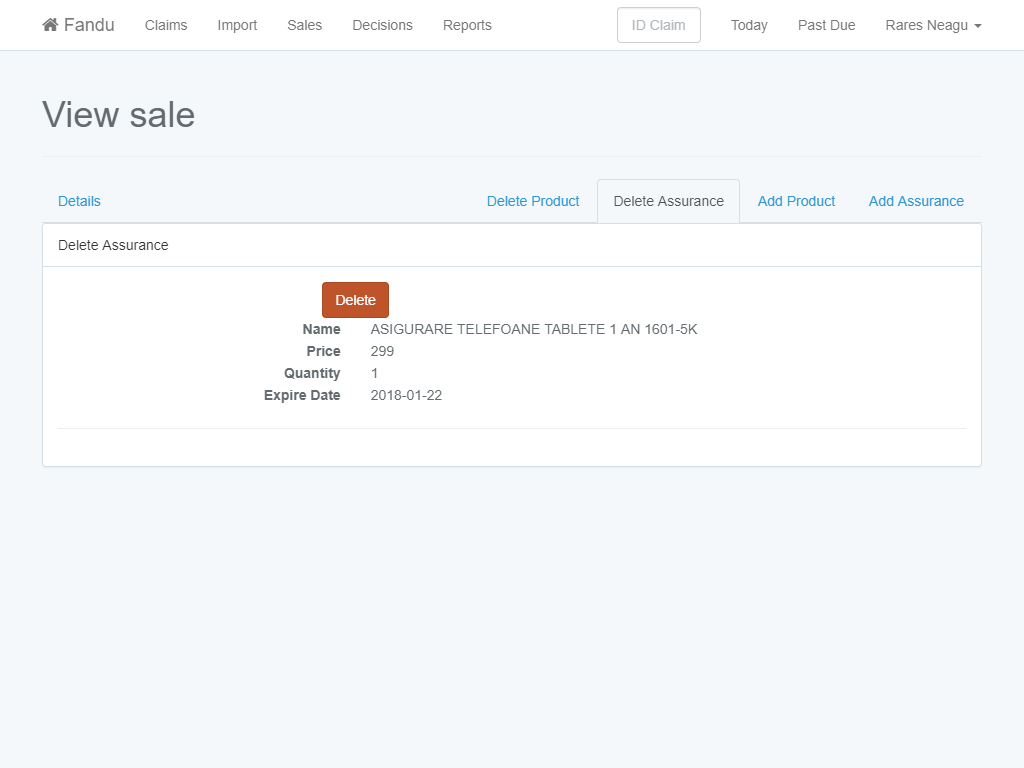 Fandu Claims Import Sales Decisions Reports ID Claim Today Past Due Rares Neagu
View sale
Details Delete Product Delete Assurance Add Product Add Assurance
Delete Assurance
Delete
Name ASIGURARE TELEFOANE TABLETE 1 AN 1601-5K
Price 299
Quantity 1
Expire Date 2018-01-22